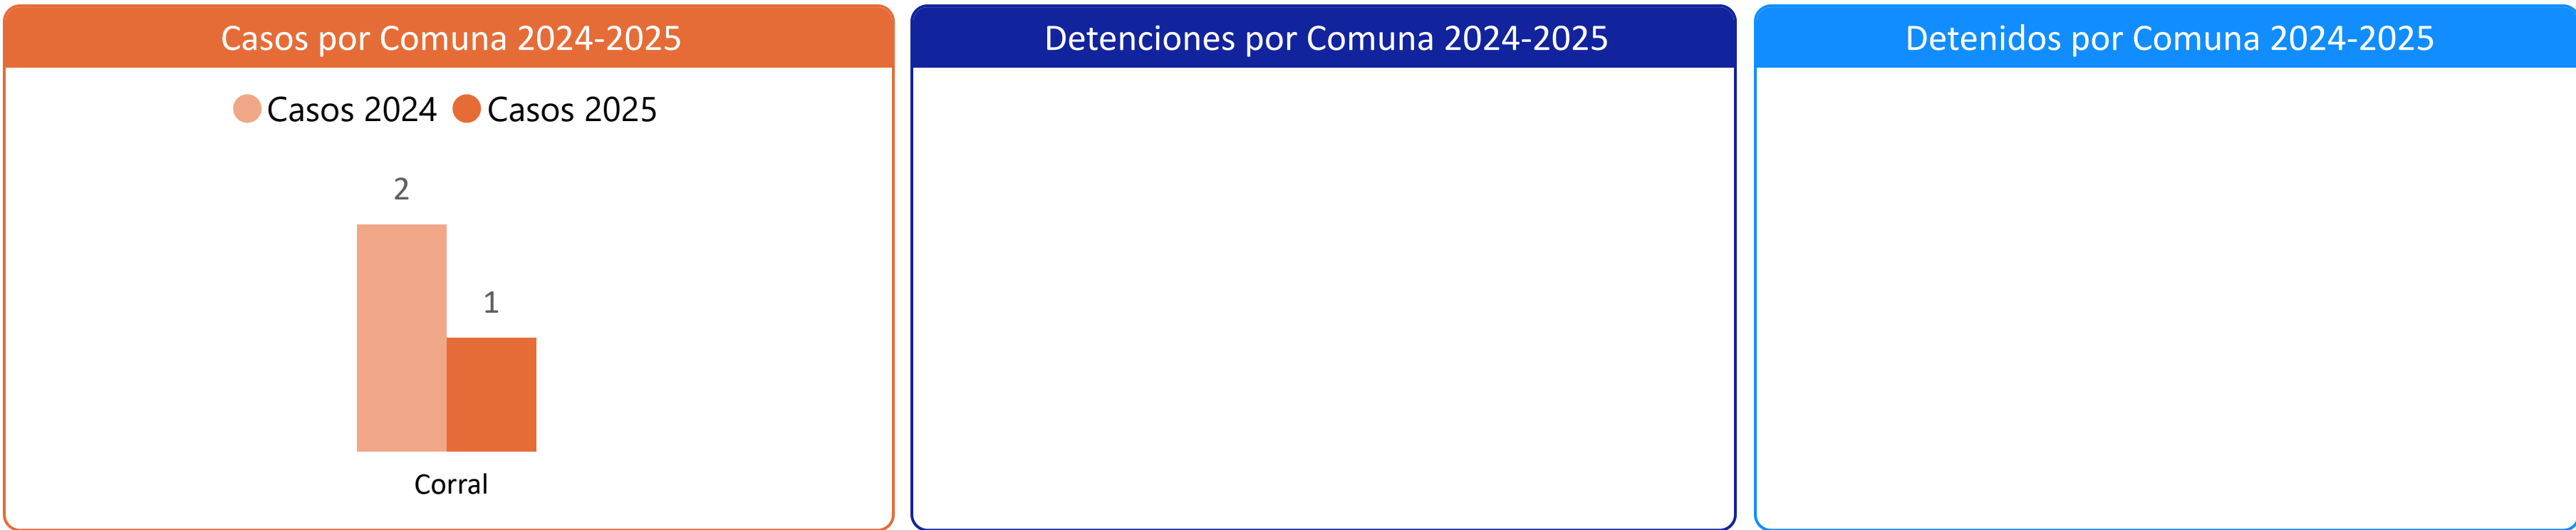 Casos por Comuna 2024-2025
Casos 2024 Casos 2025
2
1
Corral
Detenciones por Comuna 2024-2025
Detenidos por Comuna 2024-2025